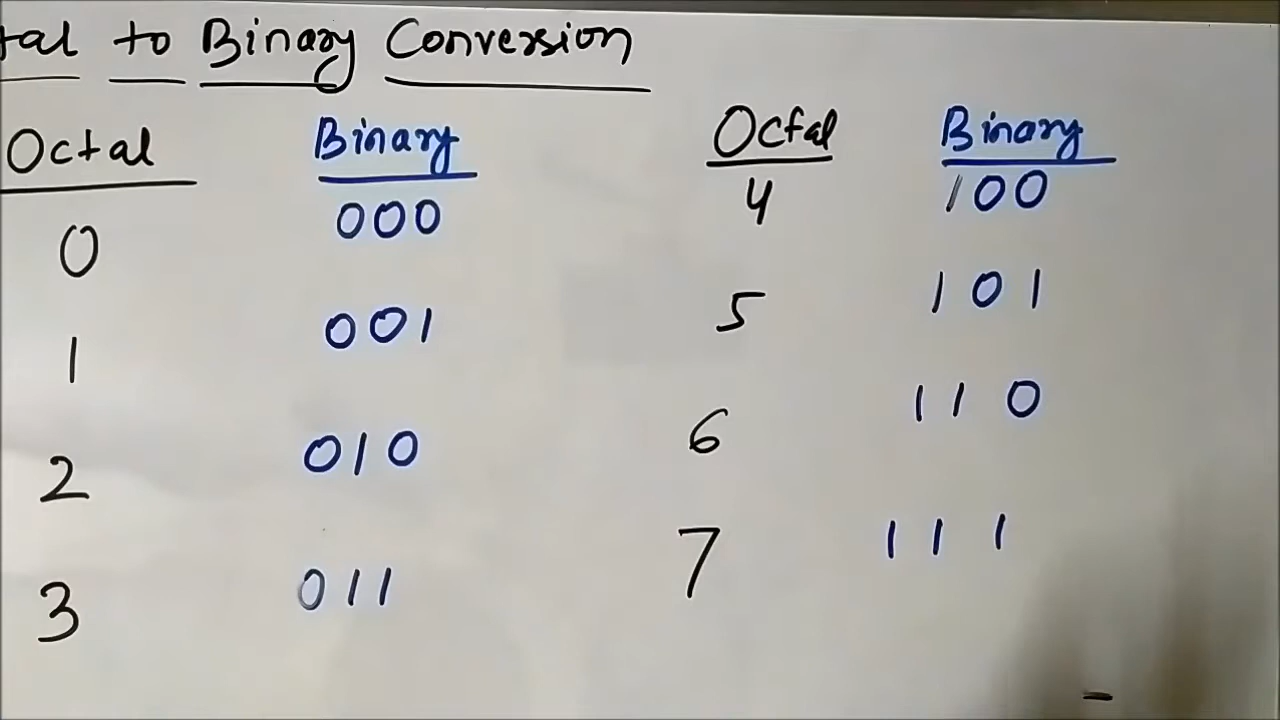 tal to Binary Conversion
Octal Binary Octal Binary
0 000 4 100
1 001 5 101
2 010 6 110
3 011 7 111